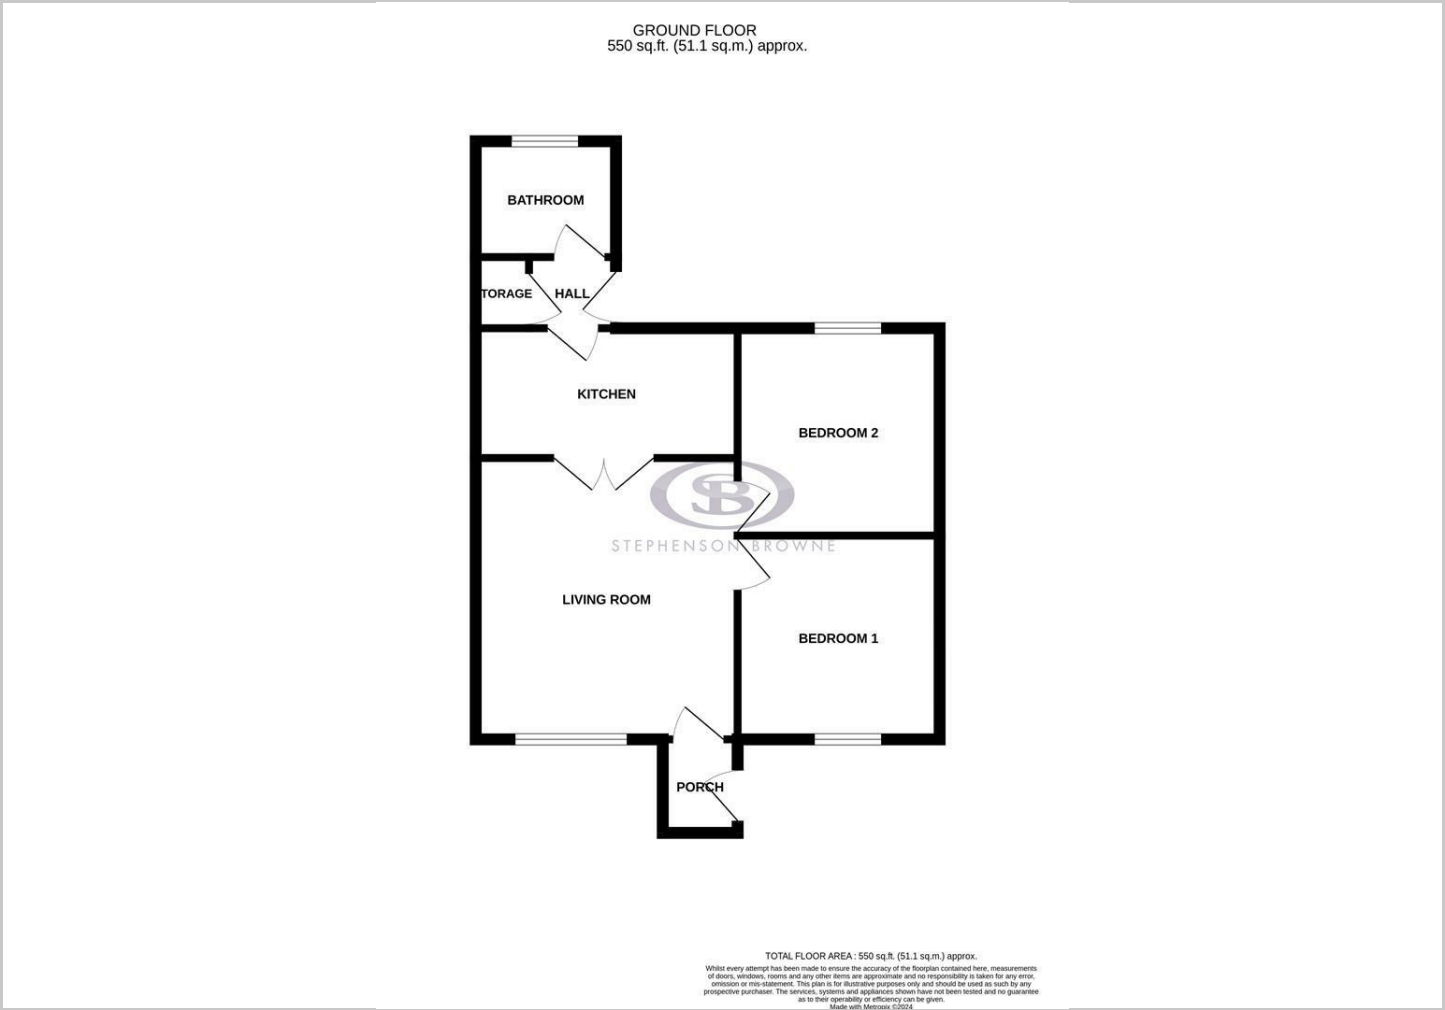 GROUND FLOOR
550 sq.ft. (51.1 sq.m.) approx.
BATHROOM
TORAGE
HALL
KITCHEN
BEDROOM 2
SB
STEPHENSON BROWNE
LIVING ROOM
BEDROOM 1
PORCH
TOTAL FLOOR AREA : 550 sq.ft. (51.1 sq.m.) approx.
Whilst every attempt has been made to ensure the accuracy of the floorplan contained here, measurements
of doors, windows, rooms and any other items are approximate and no responsibility is taken for any error,
omission or mis-statement. This plan is for illustrative purposes only and should be used as such by any
prospective purchaser. The services, systems and appliances shown have not been tested and no guarantee
as to their operability or efficiency can be given.
Made with Metropix ©2024